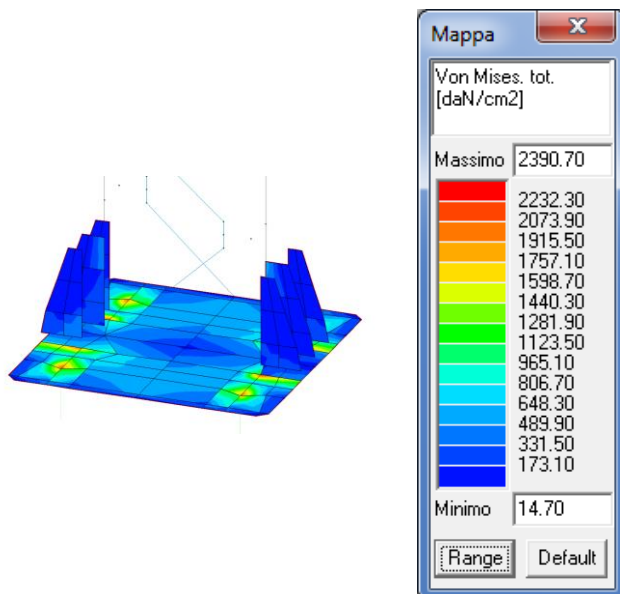 Mappa
Von Mises. tot.
[daN/cm2]
Massimo 2390.70
2232.30
2073.90
1915.50
1757.10
1598.70
1440.30
1281.90
1123.50
965.10
806.70
648.30
489.90
331.50
173.10
Minimo 14.70
Range Default